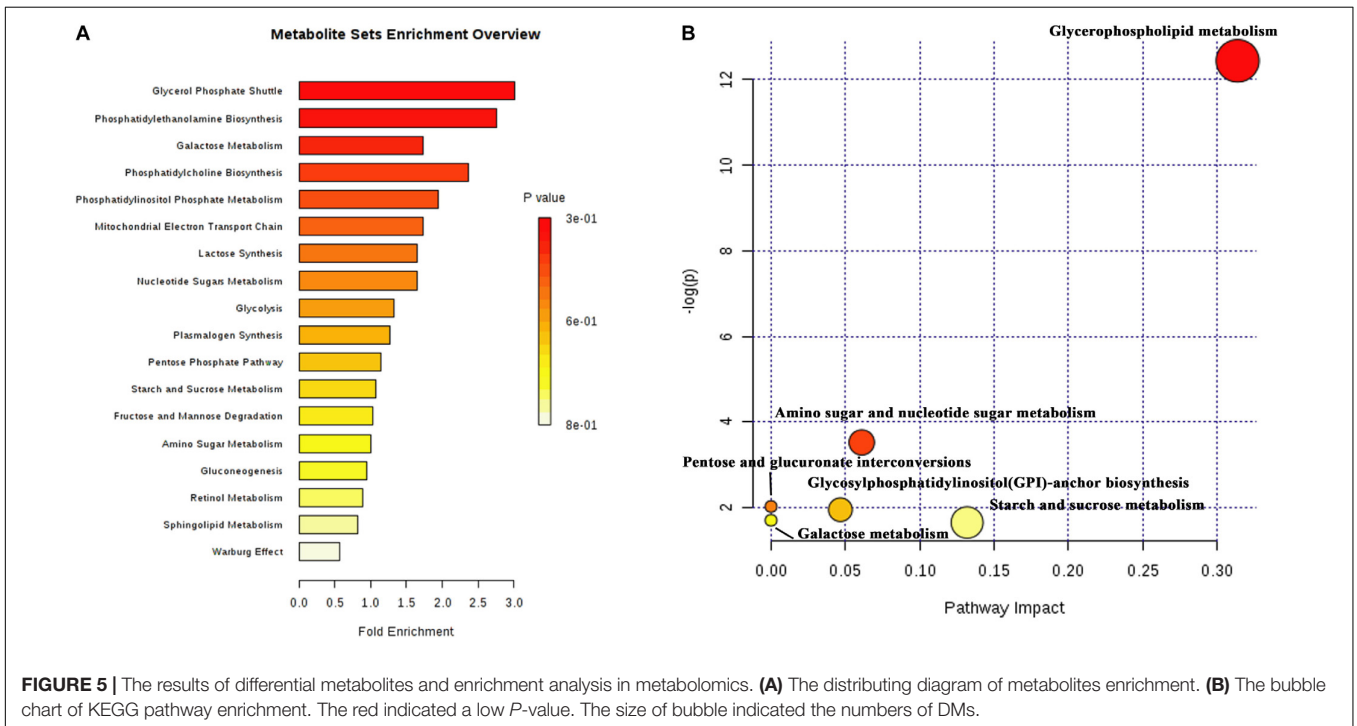 A
Metabolite Sets Enrichment Overview
Glycerol Phosphate Shuttle
Phosphatidylethanolamine Biosynthesis
Galactose Metabolism
Phosphatidylcholine Biosynthesis
Phosphatidylinositol Phosphate Metabolism
Mitochondrial Electron Transport Chain
Lactose Synthesis
Nucleotide Sugars Metabolism
Glycolysis
Plasmalogen Synthesis
Pentose Phosphate Pathway
Starch and Sucrose Metabolism
Fructose and Mannose Degradation
Amino Sugar Metabolism
Gluconeogenesis
Retinol Metabolism
Sphingolipid Metabolism
Warburg Effect
0.0 0.5 1.0 1.5 2.0 2.5 3.0
Fold Enrichment
P value
3e-01
6e-01
8e-01
B
Glycerophospholipid metabolism
12
10
8
6
4
2
-log(p)
Amino sugar and nucleotide sugar metabolism
Pentose and glucuronate interconversions
Glycosylphosphatidylinositol(GPI)-anchor biosynthesis
Starch and sucrose metabolism
Galactose metabolism
0.00 0.05 0.10 0.15 0.20 0.25 0.30
Pathway Impact
FIGURE 5 | The results of differential metabolites and enrichment analysis in metabolomics. (A) The distributing diagram of metabolites enrichment. (B) The bubble
chart of KEGG pathway enrichment. The red indicated a low P-value. The size of bubble indicated the numbers of DMs.